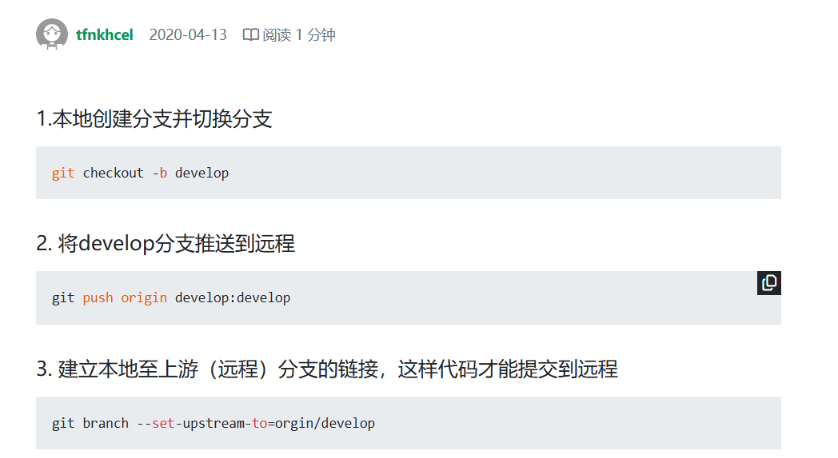 tfnkhcel 2020-04-13 阅读 1 分钟
1.本地创建分支并切换分支
git checkout -b develop
2. 将develop分支推送到远程
git push origin develop:develop
3. 建立本地至上游（远程）分支的链接，这样代码才能提交到远程
git branch --set-upstream-to=orgin/develop